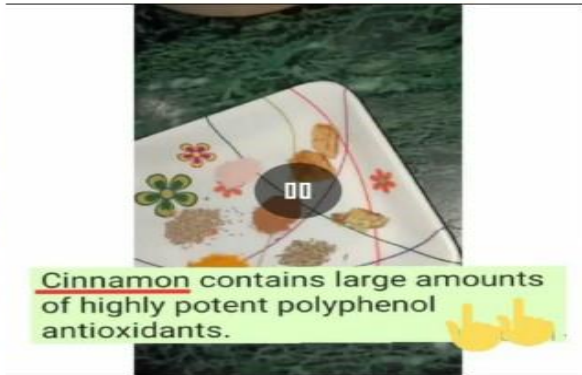 Cinnamon contains large amounts
of highly potent polyphenol
antioxidants.